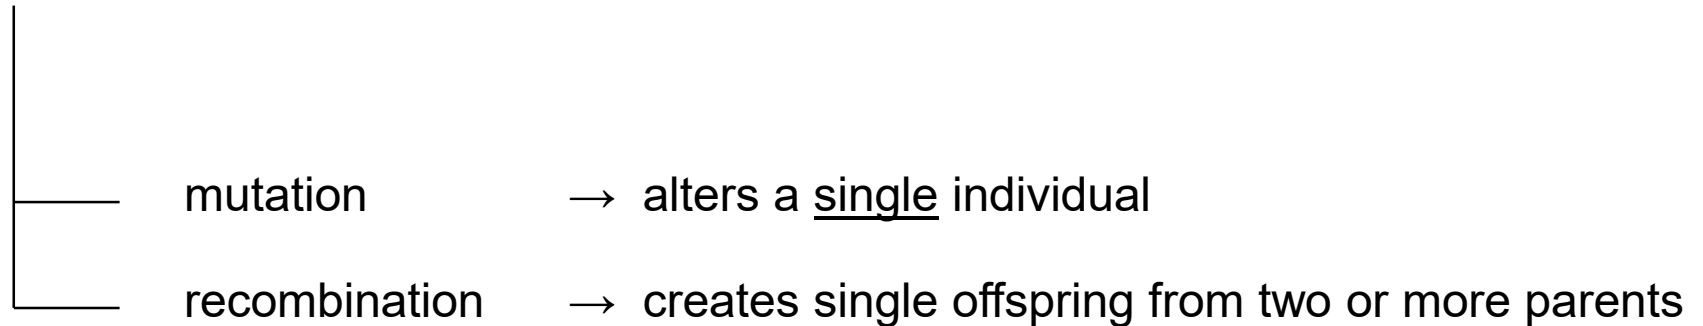 mutation → alters a single individual
recombination → creates single offspring from two or more parents